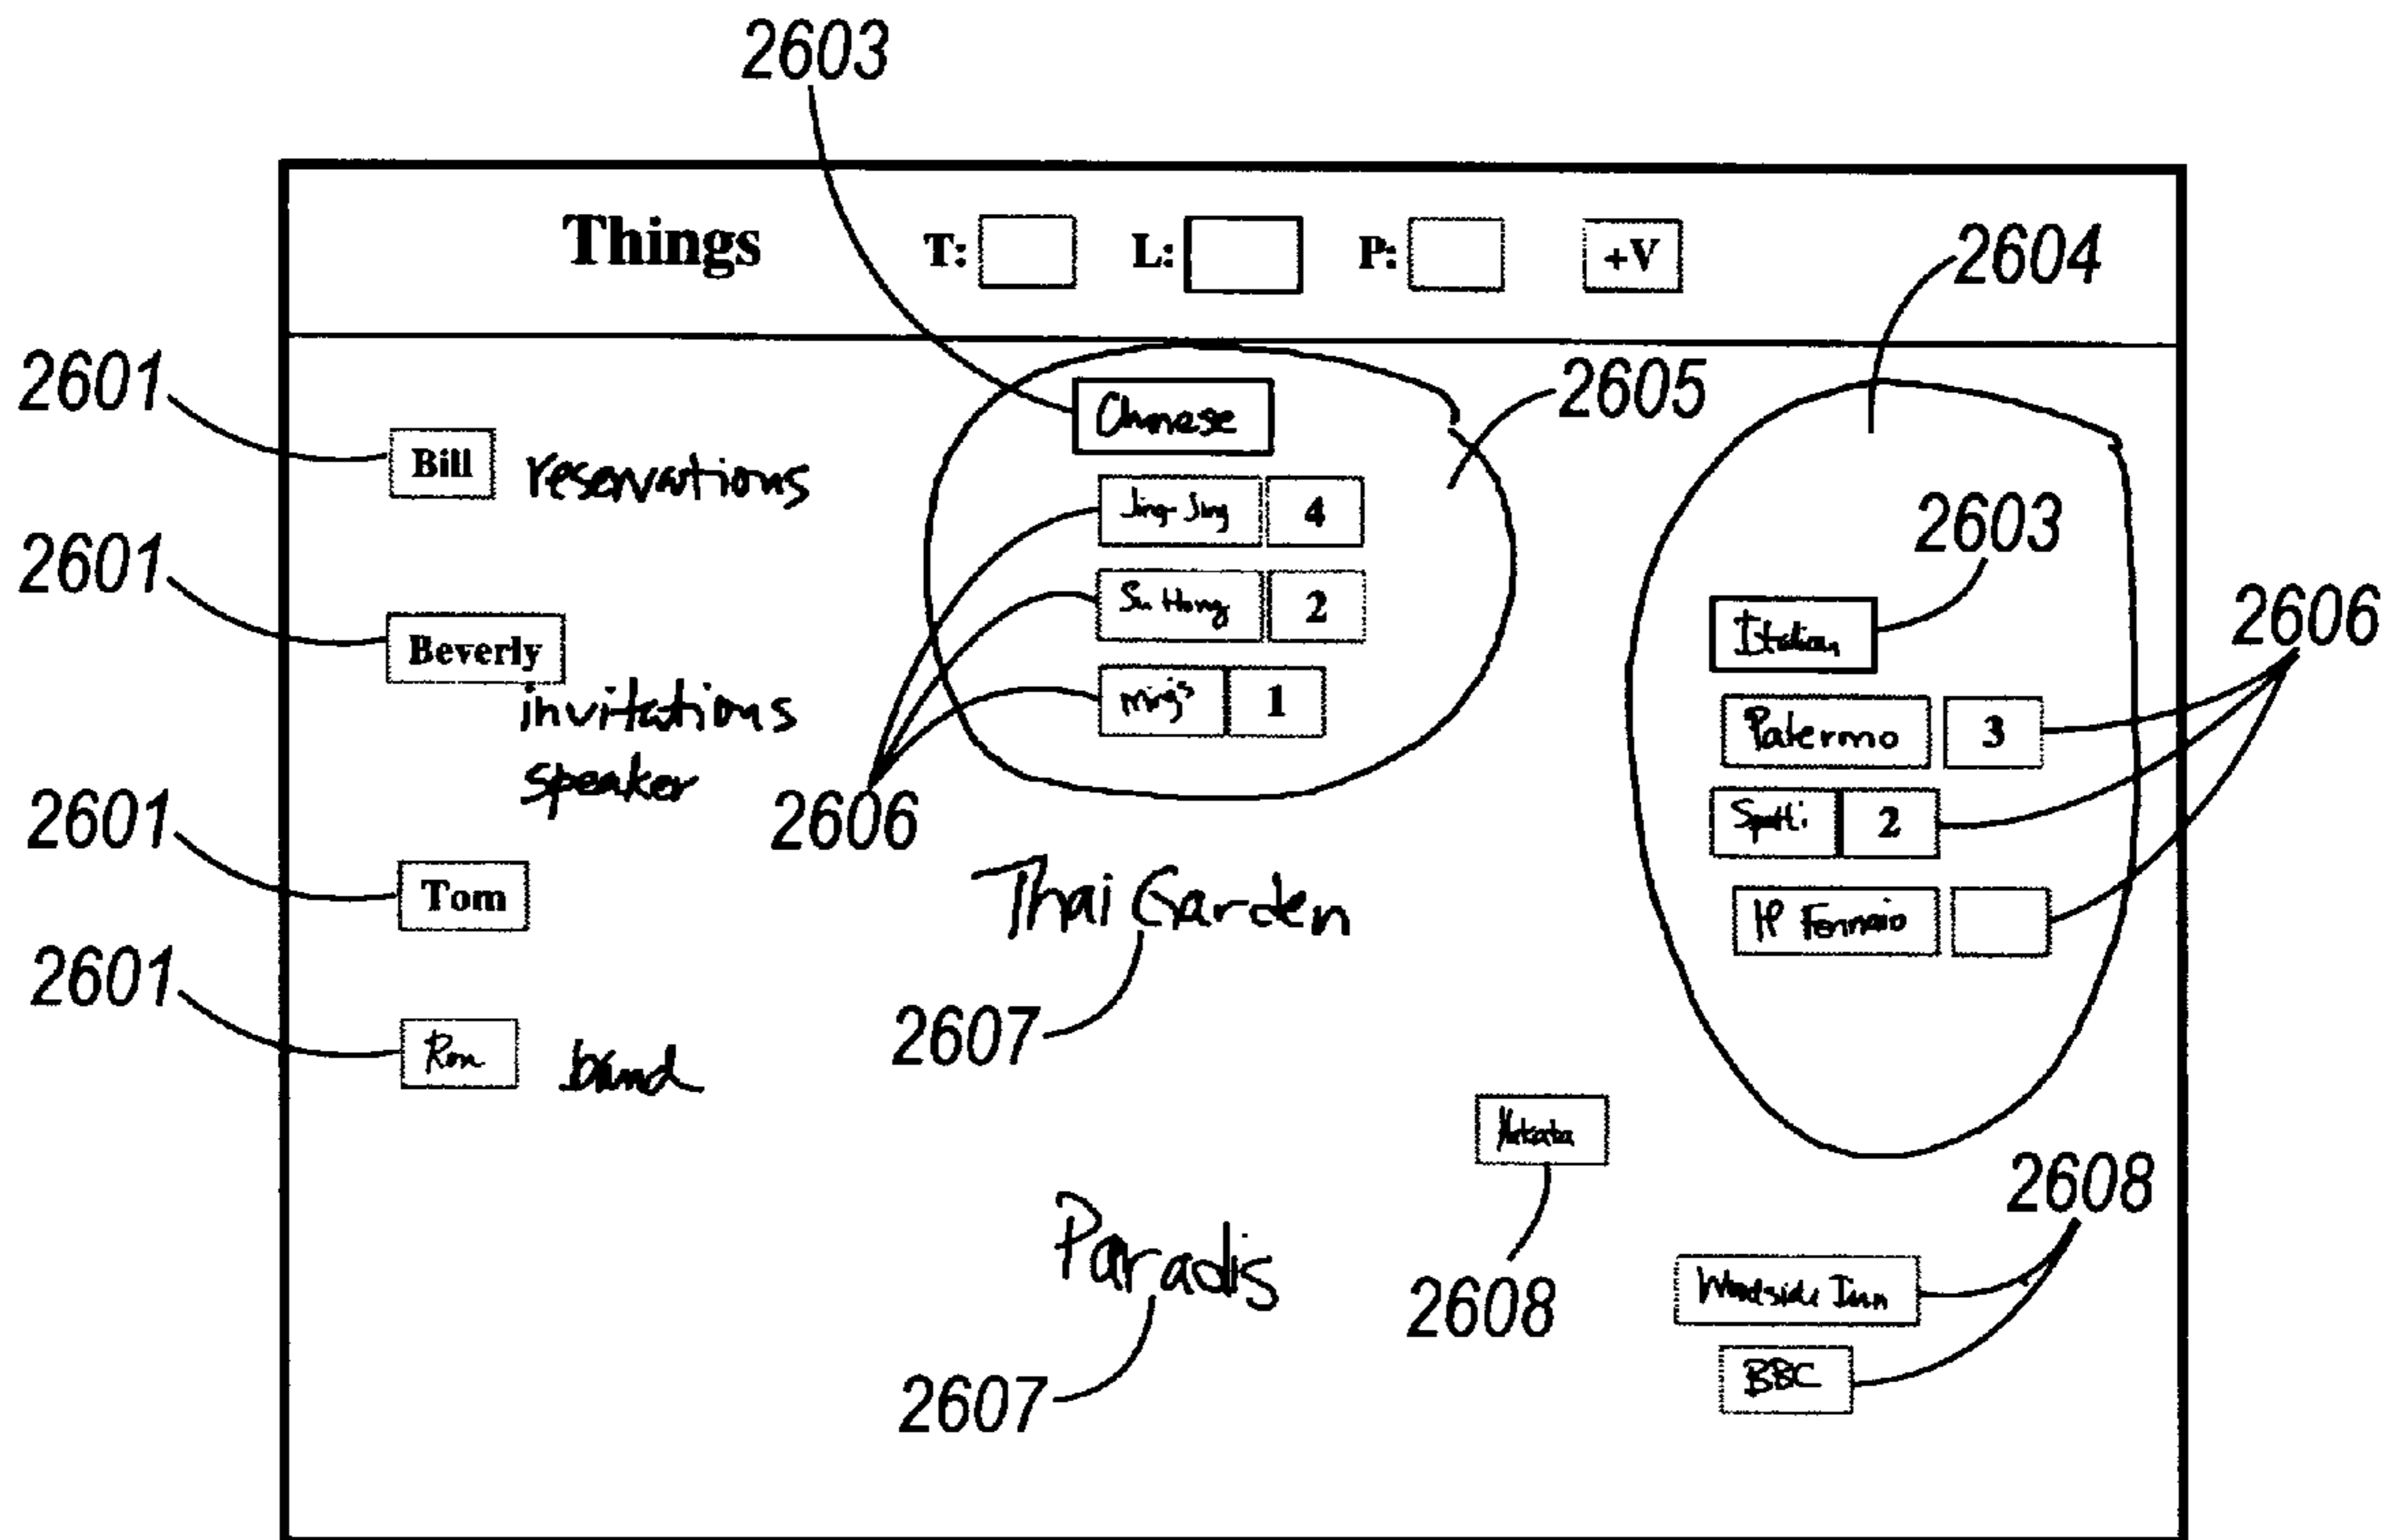 2603
Things T: L: P: +V
2604
2601 Bill reservations
Chinese
2605
Jing-Jing 4
2603
2601 Beverly
invitations
speaker
Su Hong 2
Ming's 1
2606
Italian
2606
Palermo 3
2
Il Fornaio
2601 Tom
Thai Garden
2607
2601 Ron band
2608
Paradis
2607
2608
Woodside Inn
BBC